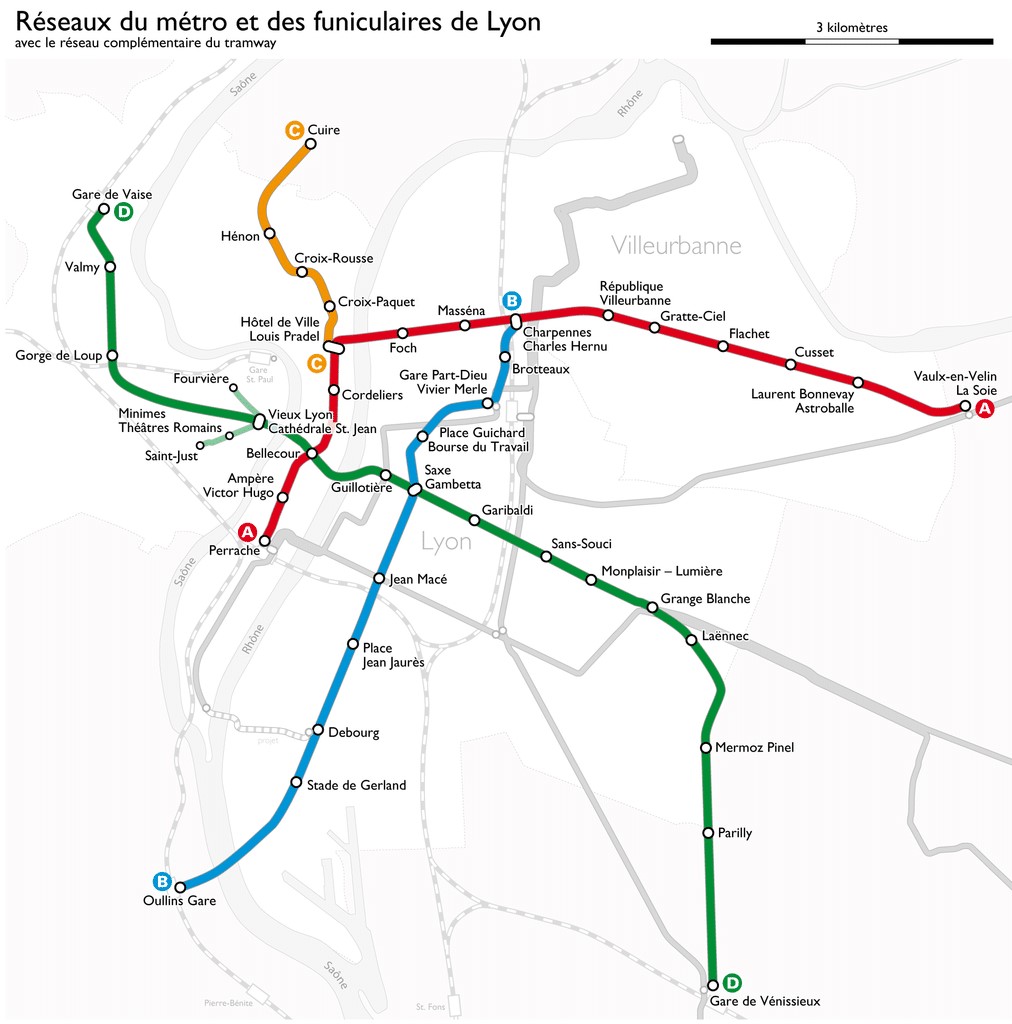 Réseaux du métro et des funiculaires de Lyon
avec le réseau complémentaire du tramway
3 kilomètres
Saône
Rhône
C Cuire
Gare de Vaise
D
Hénon
Villeurbanne
Croix-Rousse
Valmy
République
Villeurbanne
B
Croix-Paquet
Masséna
Gratte-Ciel
Hôtel de Ville
Louis Pradel
Charpennes
Charles Hernu
Flachet
Foch
Gorge de Loup
C
Gare
St. Paul
Brotteaux
Cusset
Fourvière
Gare Part-Dieu
Vivier Merle
Cordeliers
Laurent Bonnevay
Astroballe
Vaulx-en-Velin
La Soie
A
Minimes
Théâtres Romains
Vieux Lyon
Cathédrale St. Jean
Place Guichard
Bourse du Travail
Saint-Just
Bellecour
Saxe
Gambetta
Guillotière
Ampère
Victor Hugo
Garibaldi
A
Perrache
Lyon
Sans-Souci
Saône
Jean Macé
Monplaisir – Lumière
Grange Blanche
Rhône
Laënnec
Place
Jean Jaurès
Debourg
projet
Mermoz Pinel
Stade de Gerland
Parilly
B
Oullins Gare
Saône
D
Pierre-Bénite
St. Fons
Gare de Vénissieux